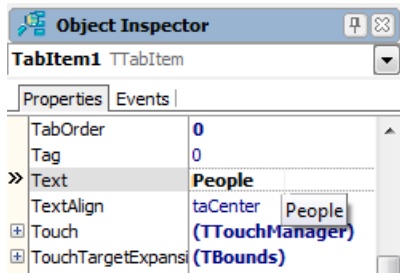 Object Inspector
TabItem1 TTabItem
Properties Events
TabOrder 0
Tag 0
Text People
TextAlign taCenter
People
Touch (TTouchManager)
TouchTargetExpansi (TBounds)